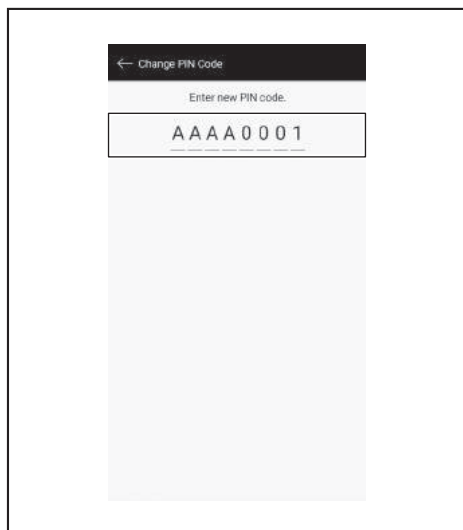 ← Change PIN Code
Enter new PIN code.
AAAA0001